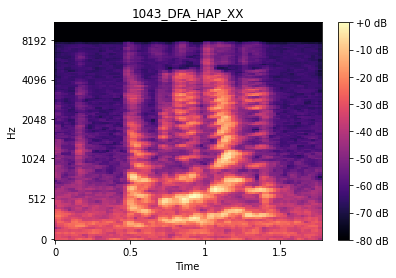 1043_DFA_HAP_XX
+0 dB
8192
-10 dB
4096
-20 dB
-30 dB
2048
Hz
-40 dB
1024
-50 dB
512
-60 dB
-70 dB
0
-80 dB
0
0.5
1
1.5
Time